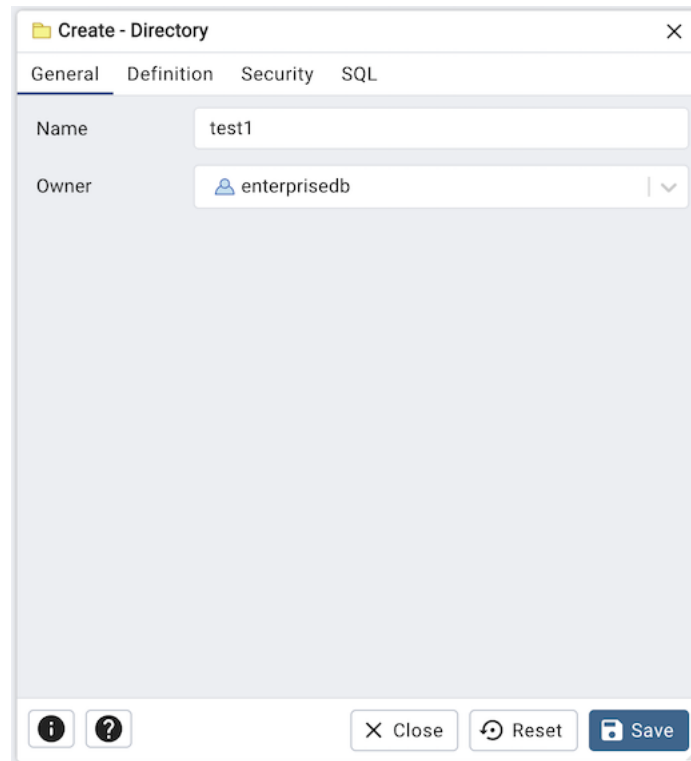 Create - Directory
General Definition Security SQL
Name test1
Owner enterprisedb
Close Reset Save